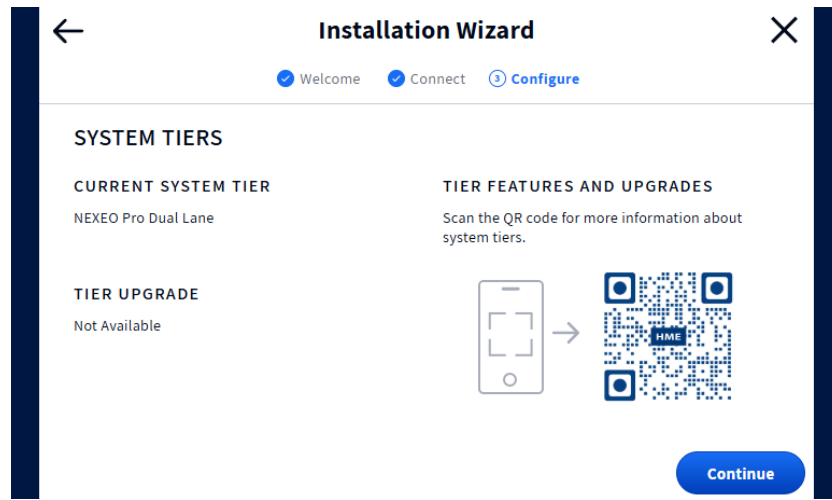 Installation Wizard
Welcome
Connect
3 Configure
SYSTEM TIERS
CURRENT SYSTEM TIER
NEXEO Pro Dual Lane
TIER UPGRADE
Not Available
TIER FEATURES AND UPGRADES
Scan the QR code for more information about
system tiers.
HME
Continue